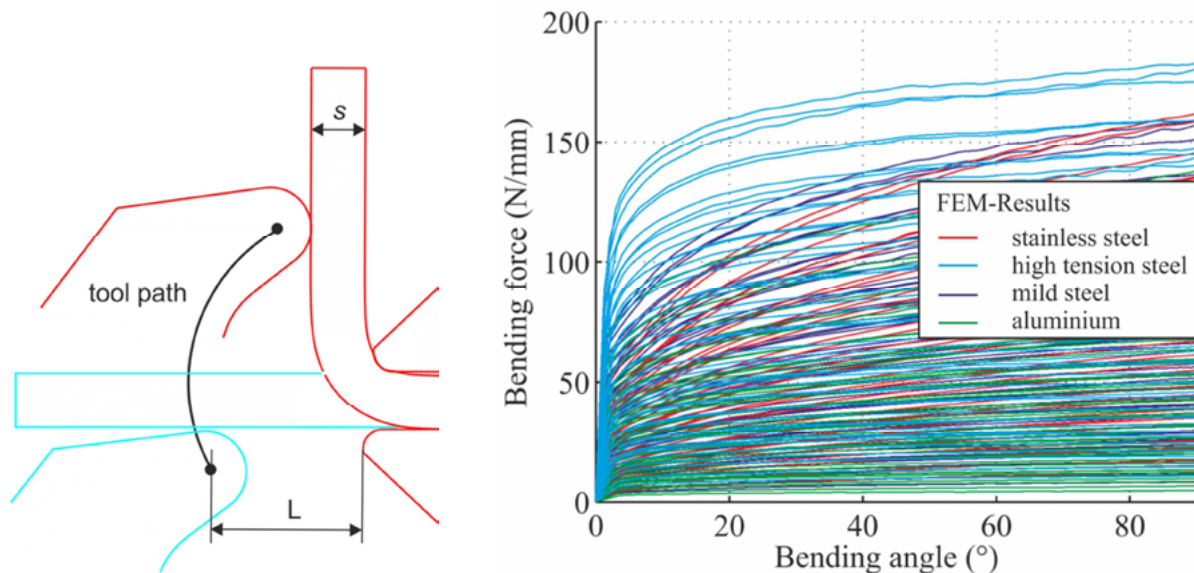 s
tool path
L
200
150
100
50
0
Bending force (N/mm)
0 20 40 60 80
Bending angle (°)
FEM-Results
stainless steel
high tension steel
mild steel
aluminium